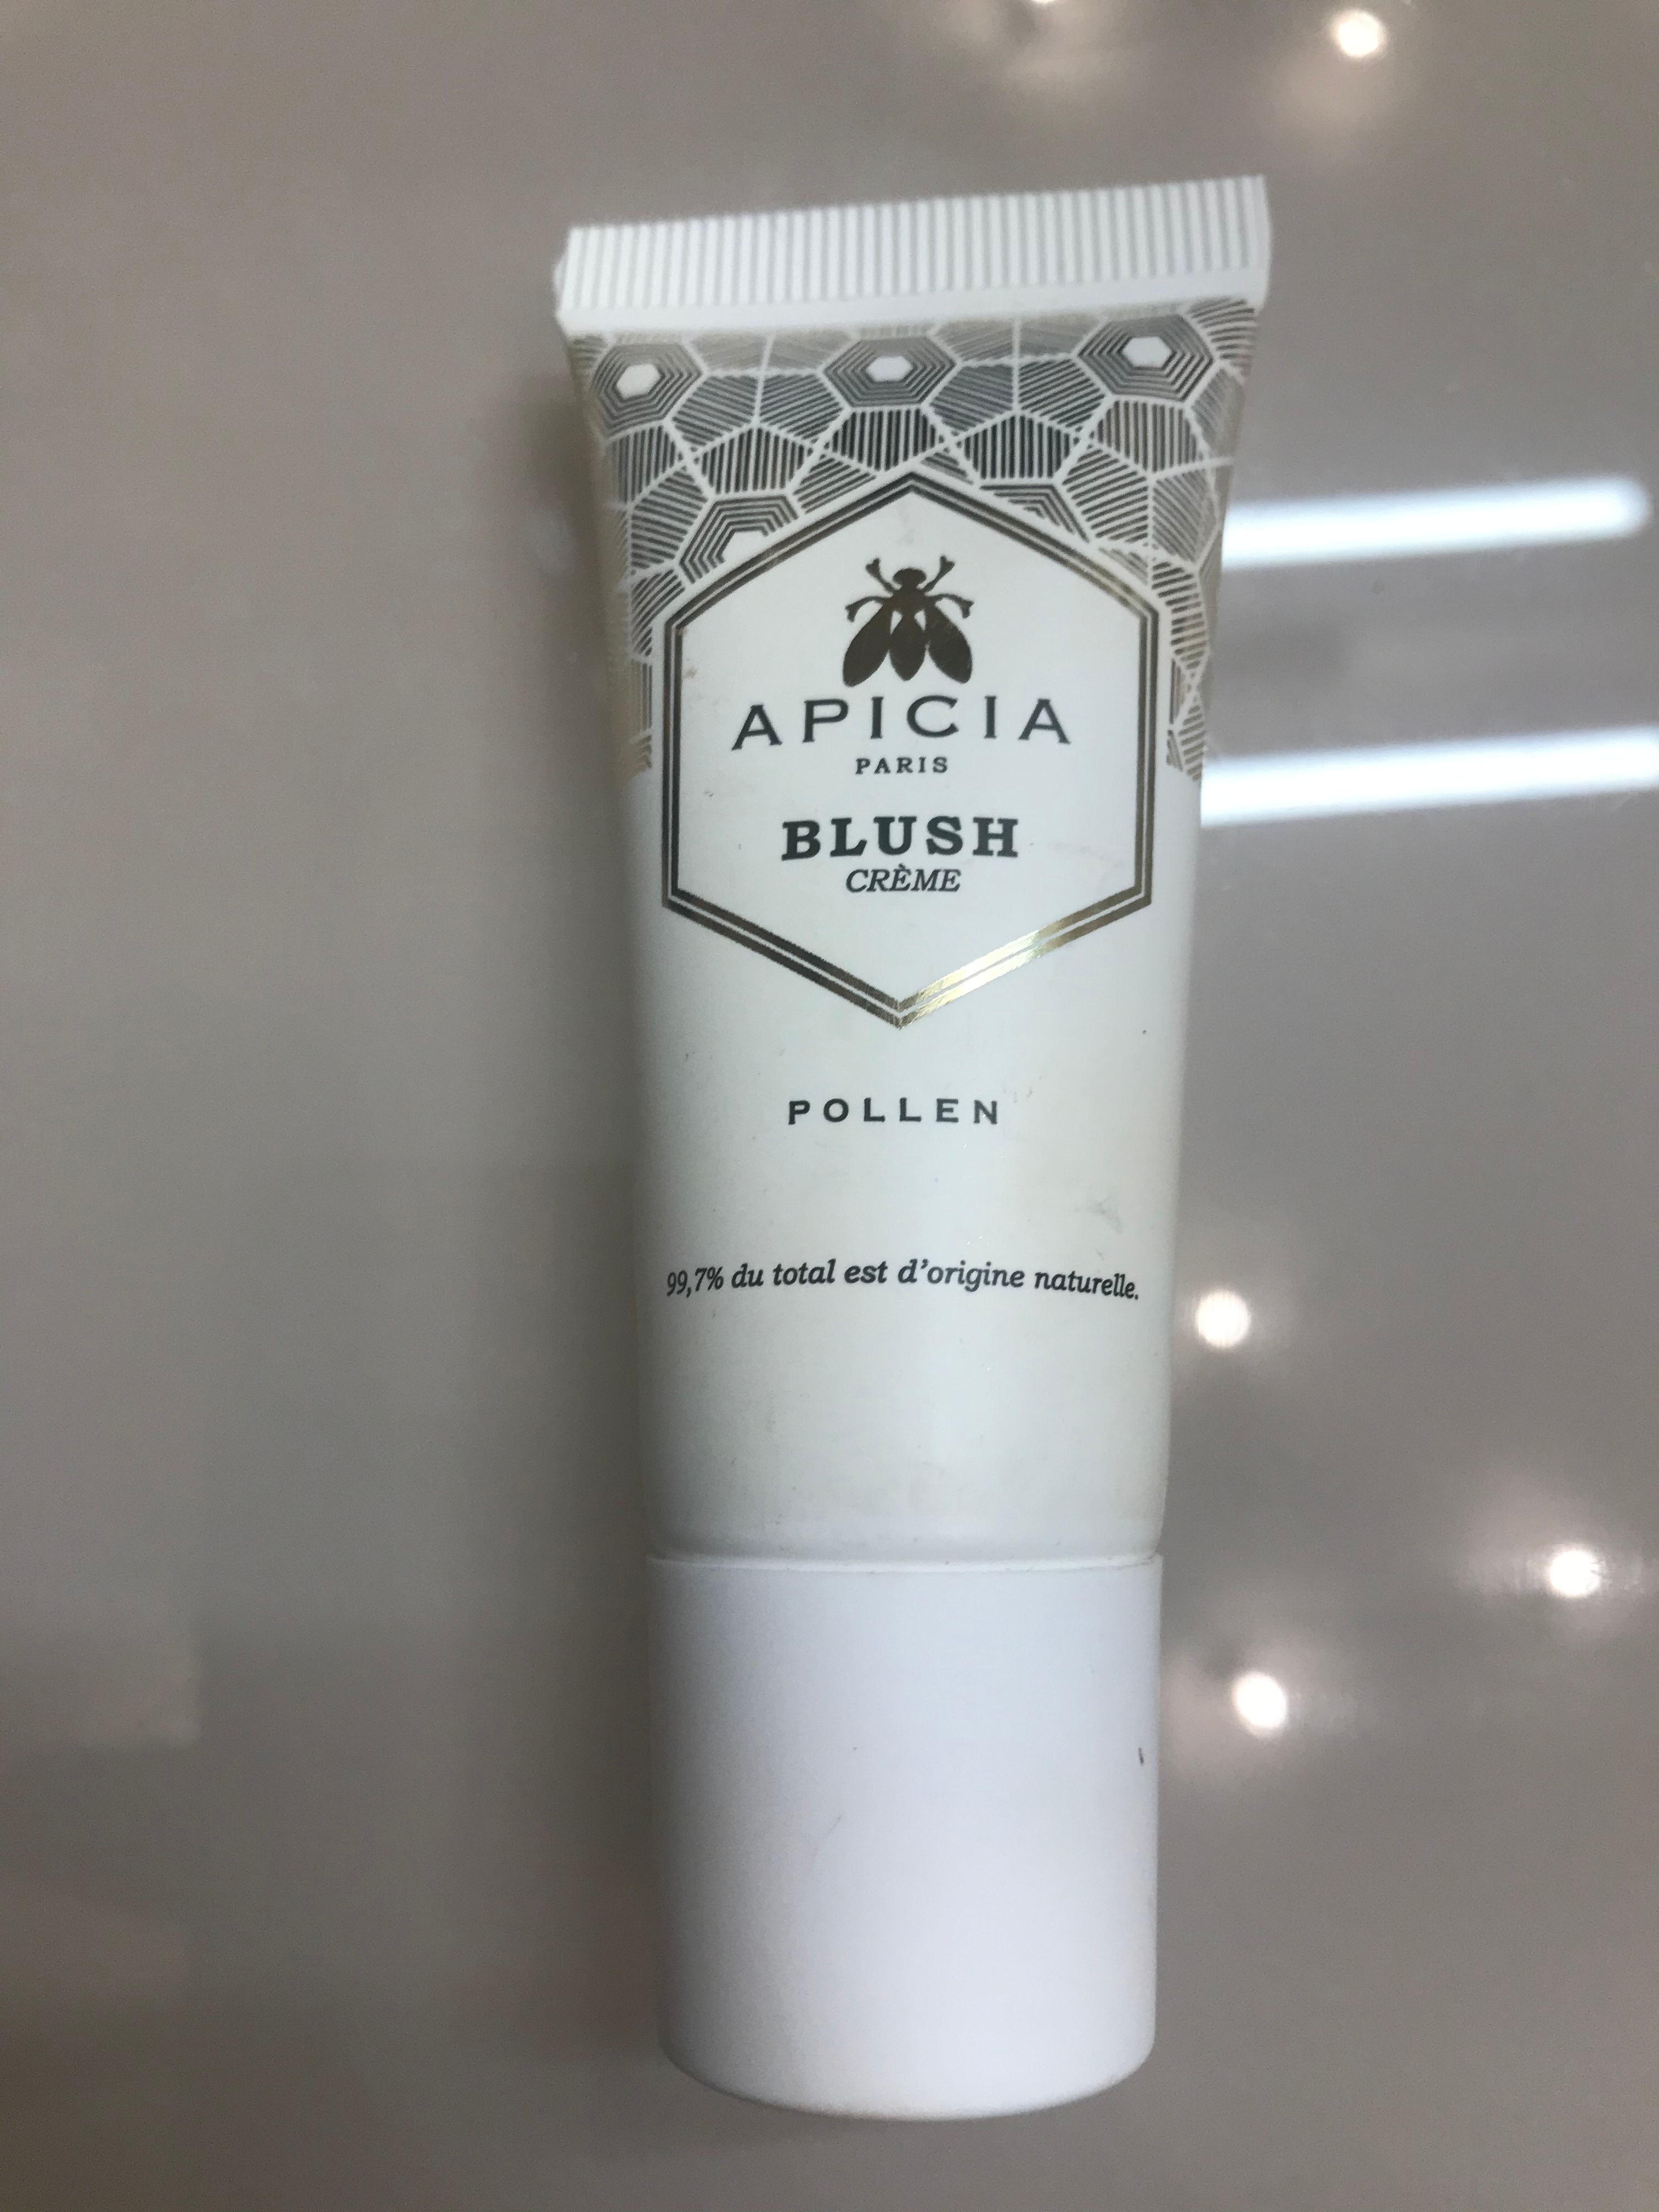 APICIA
PARIS
BLUSH
CRÈME
POLLEN
99,7% du total est d'origine naturelle.